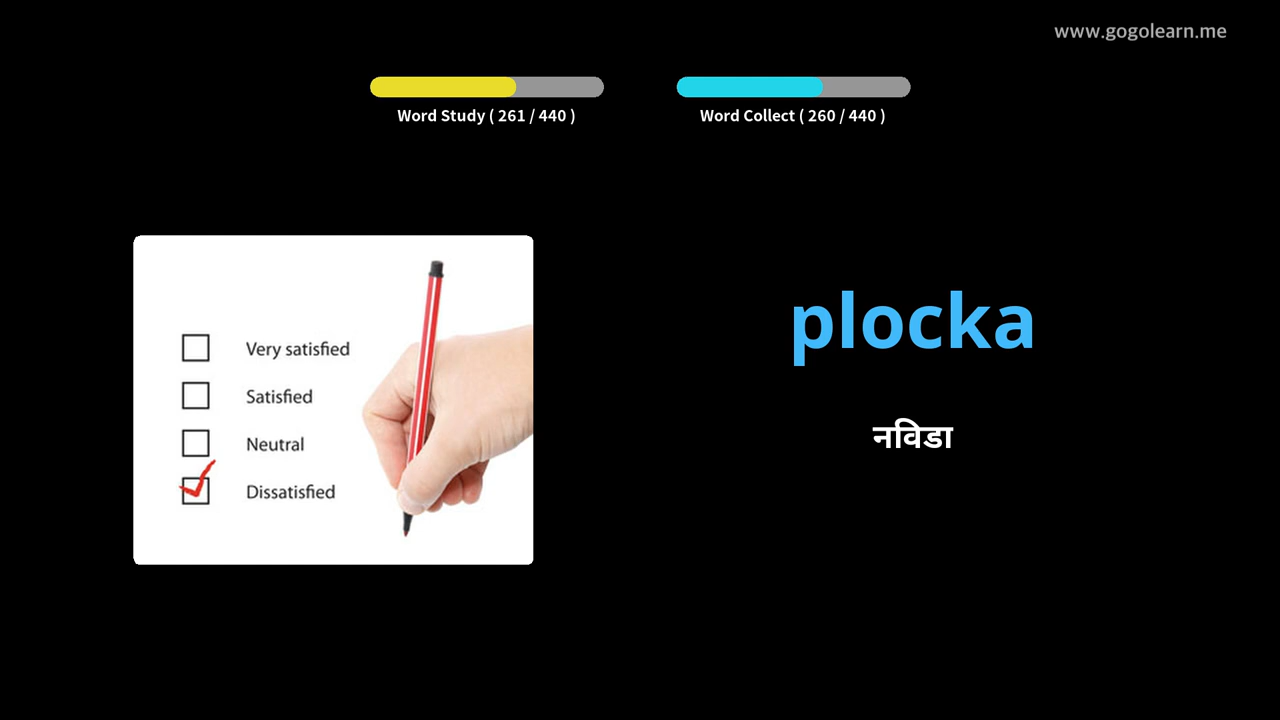 www.gogolearn.me
Word Study ( 261 / 440 )
Word Collect ( 260 / 440 )
Very satisfied
Satisfied
Neutral
Dissatisfied
plocka
नविडा